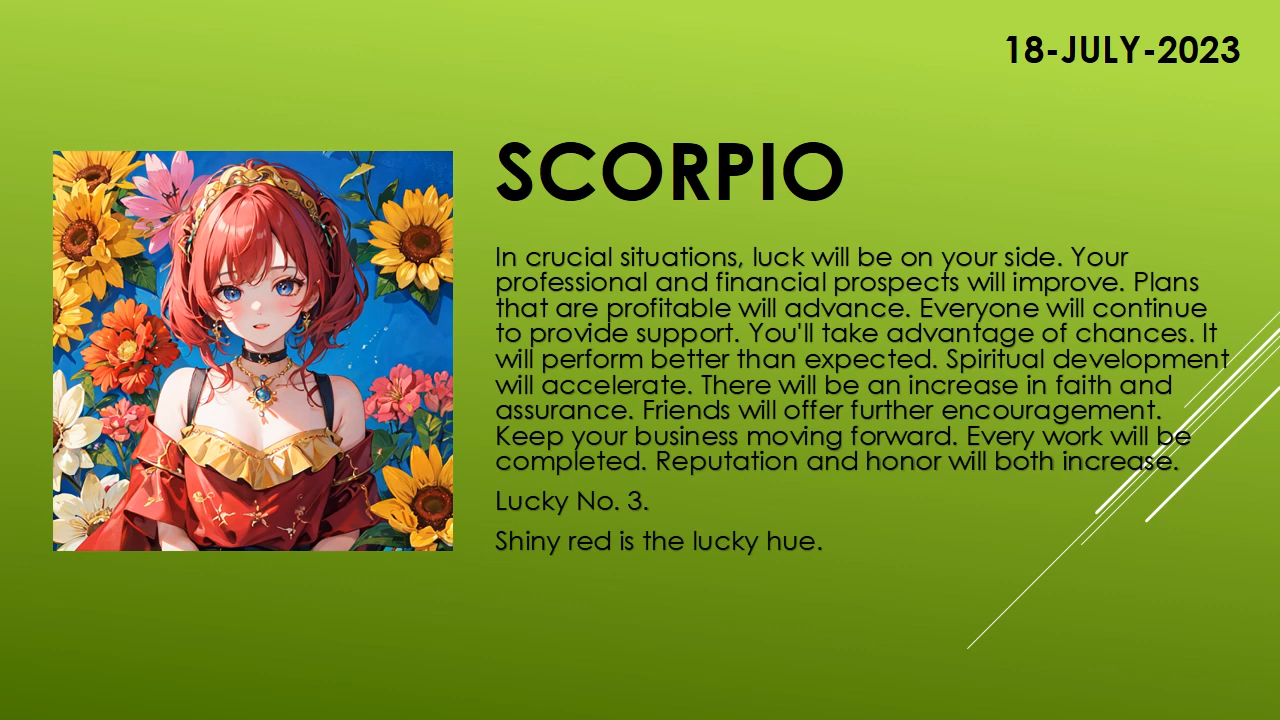 18-JULY-2023
SCORPIO
In crucial situations, luck will be on your side. Your
professional and financial prospects will improve. Plans
that are profitable will advance. Everyone will continue
to provide support. You'll take advantage of chances. It
will perform better than expected. Spiritual development
will accelerate. There will be an increase in faith and
assurance. Friends will offer further encouragement.
Keep your business moving forward. Every work will be
completed. Reputation and honor will both increase.
Lucky No. 3.
Shiny red is the lucky hue.